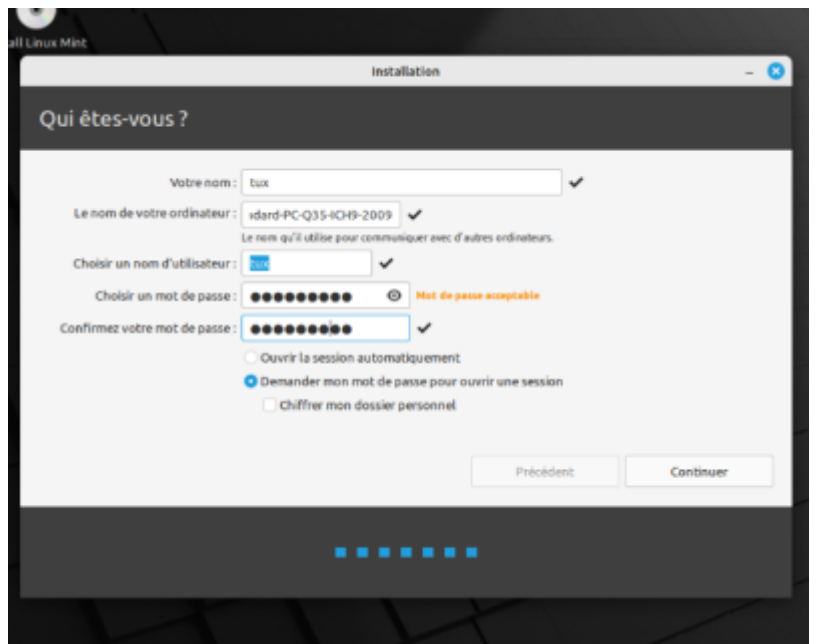 all Linux Mint
Installation
Qui êtes-vous ?
Votre nom : tux
Le nom de votre ordinateur : dard-PC-Q35-ICH9-2009
Le nom qu'il utilise pour communiquer avec d'autres ordinateurs.
Choisir un nom d'utilisateur : tux
Choisir un mot de passe : ●●●●●●●●● Mot de passe acceptable
Confirmez votre mot de passe : ●●●●●●●●●
Ouvrir la session automatiquement
Demander mon mot de passe pour ouvrir une session
Chiffrer mon dossier personnel
Précédent Continuer